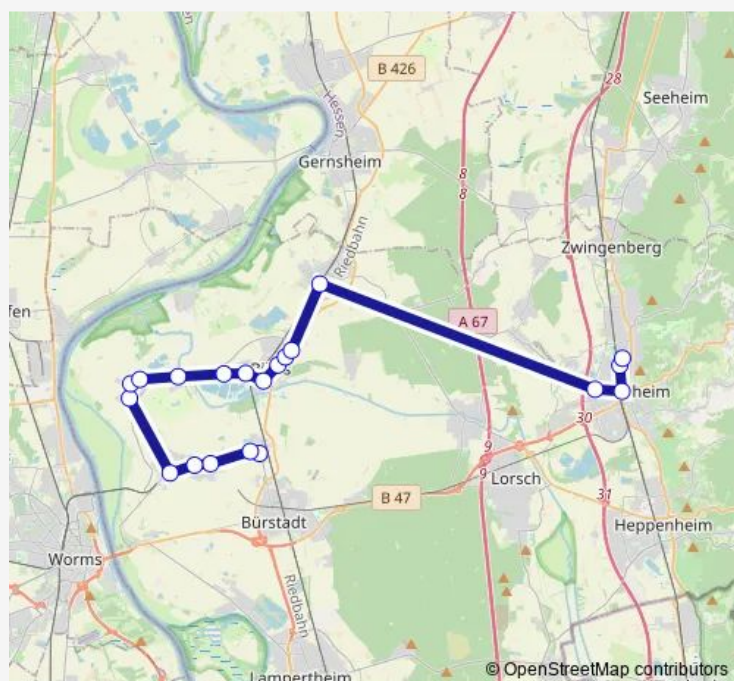 B 426
28
Seeheim
Hessen
Gernsheim
8
8
Riedbahn
Zwingenberg
A 67
heim
30
9
9
Lorsch
B 47
31
Bürstadt
Heppenheim
Worms
Riedbahn
Lampertheim
© OpenStreetMap contributors